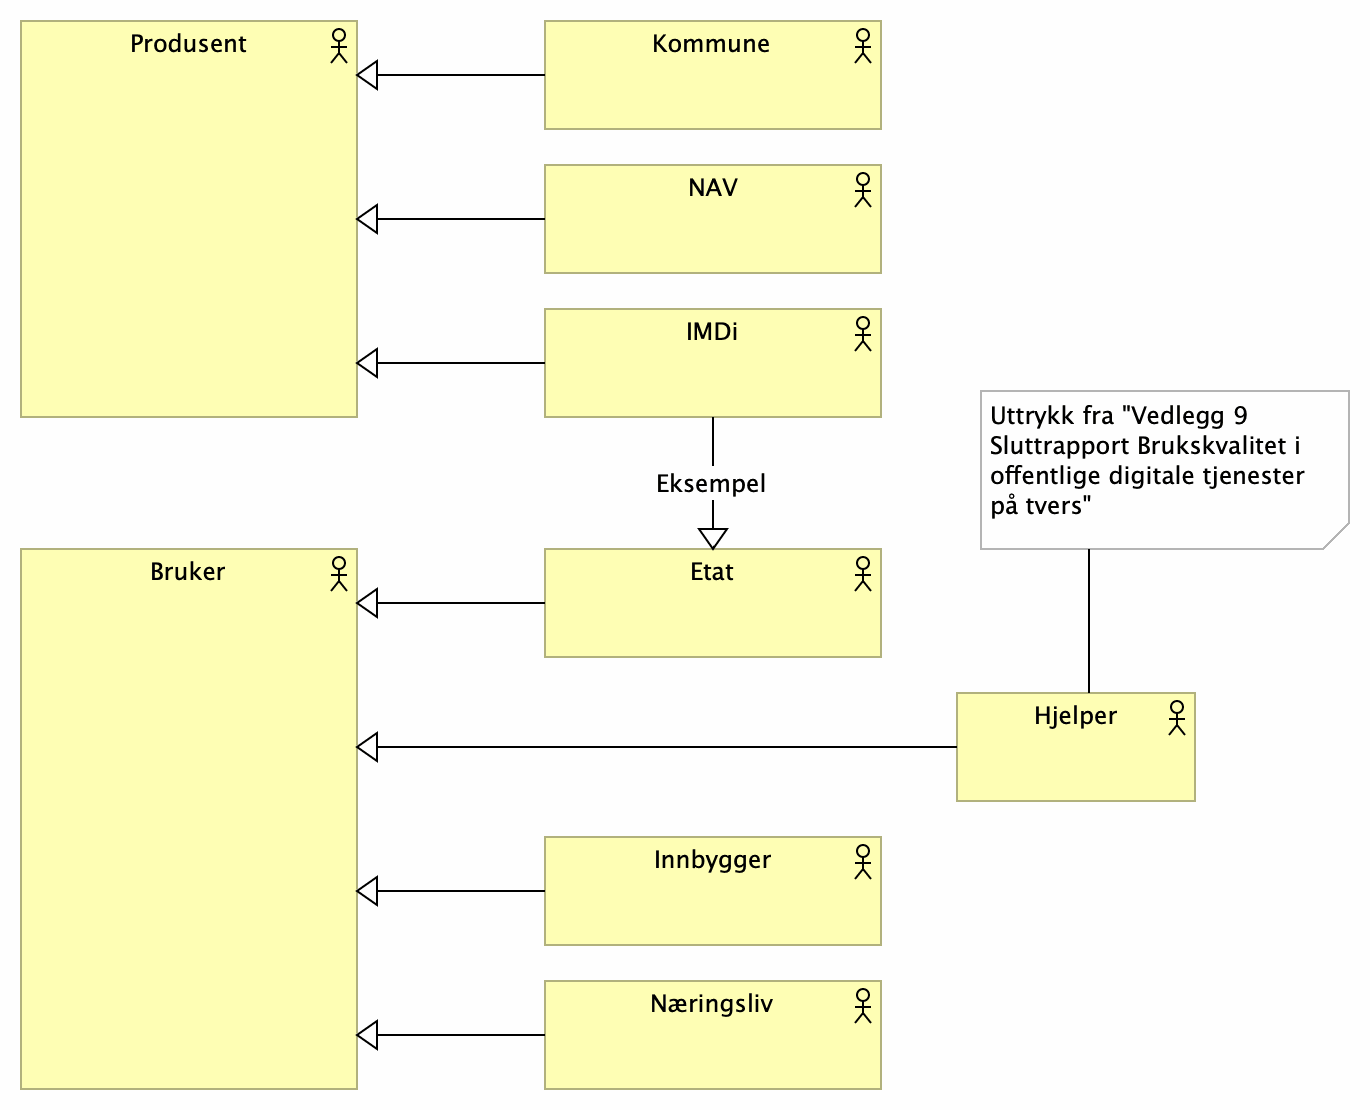 Produsent
Kommune
NAV
IMDi
Uttrykk fra "Vedlegg 9
Sluttrapport Brukskvalitet i
offentlige digitale tjenester
på tvers"
Eksempel
Bruker
Etat
Hjelper
Innbygger
Næringsliv